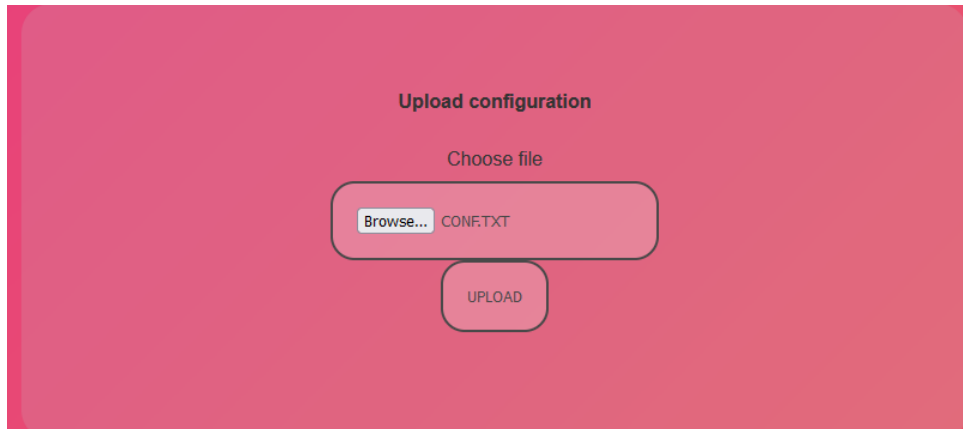 Upload configuration
Choose file
Browse... CONF.TXT
UPLOAD